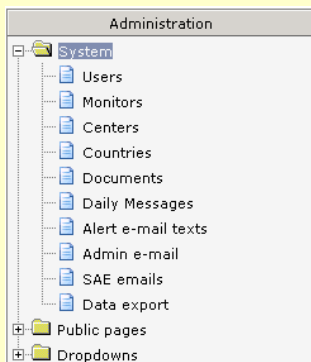 Administration
System
Users
Monitors
Centers
Countries
Documents
Daily Messages
Alert e-mail texts
Admin e-mail
SAE emails
Data export
Public pages
Dropdowns